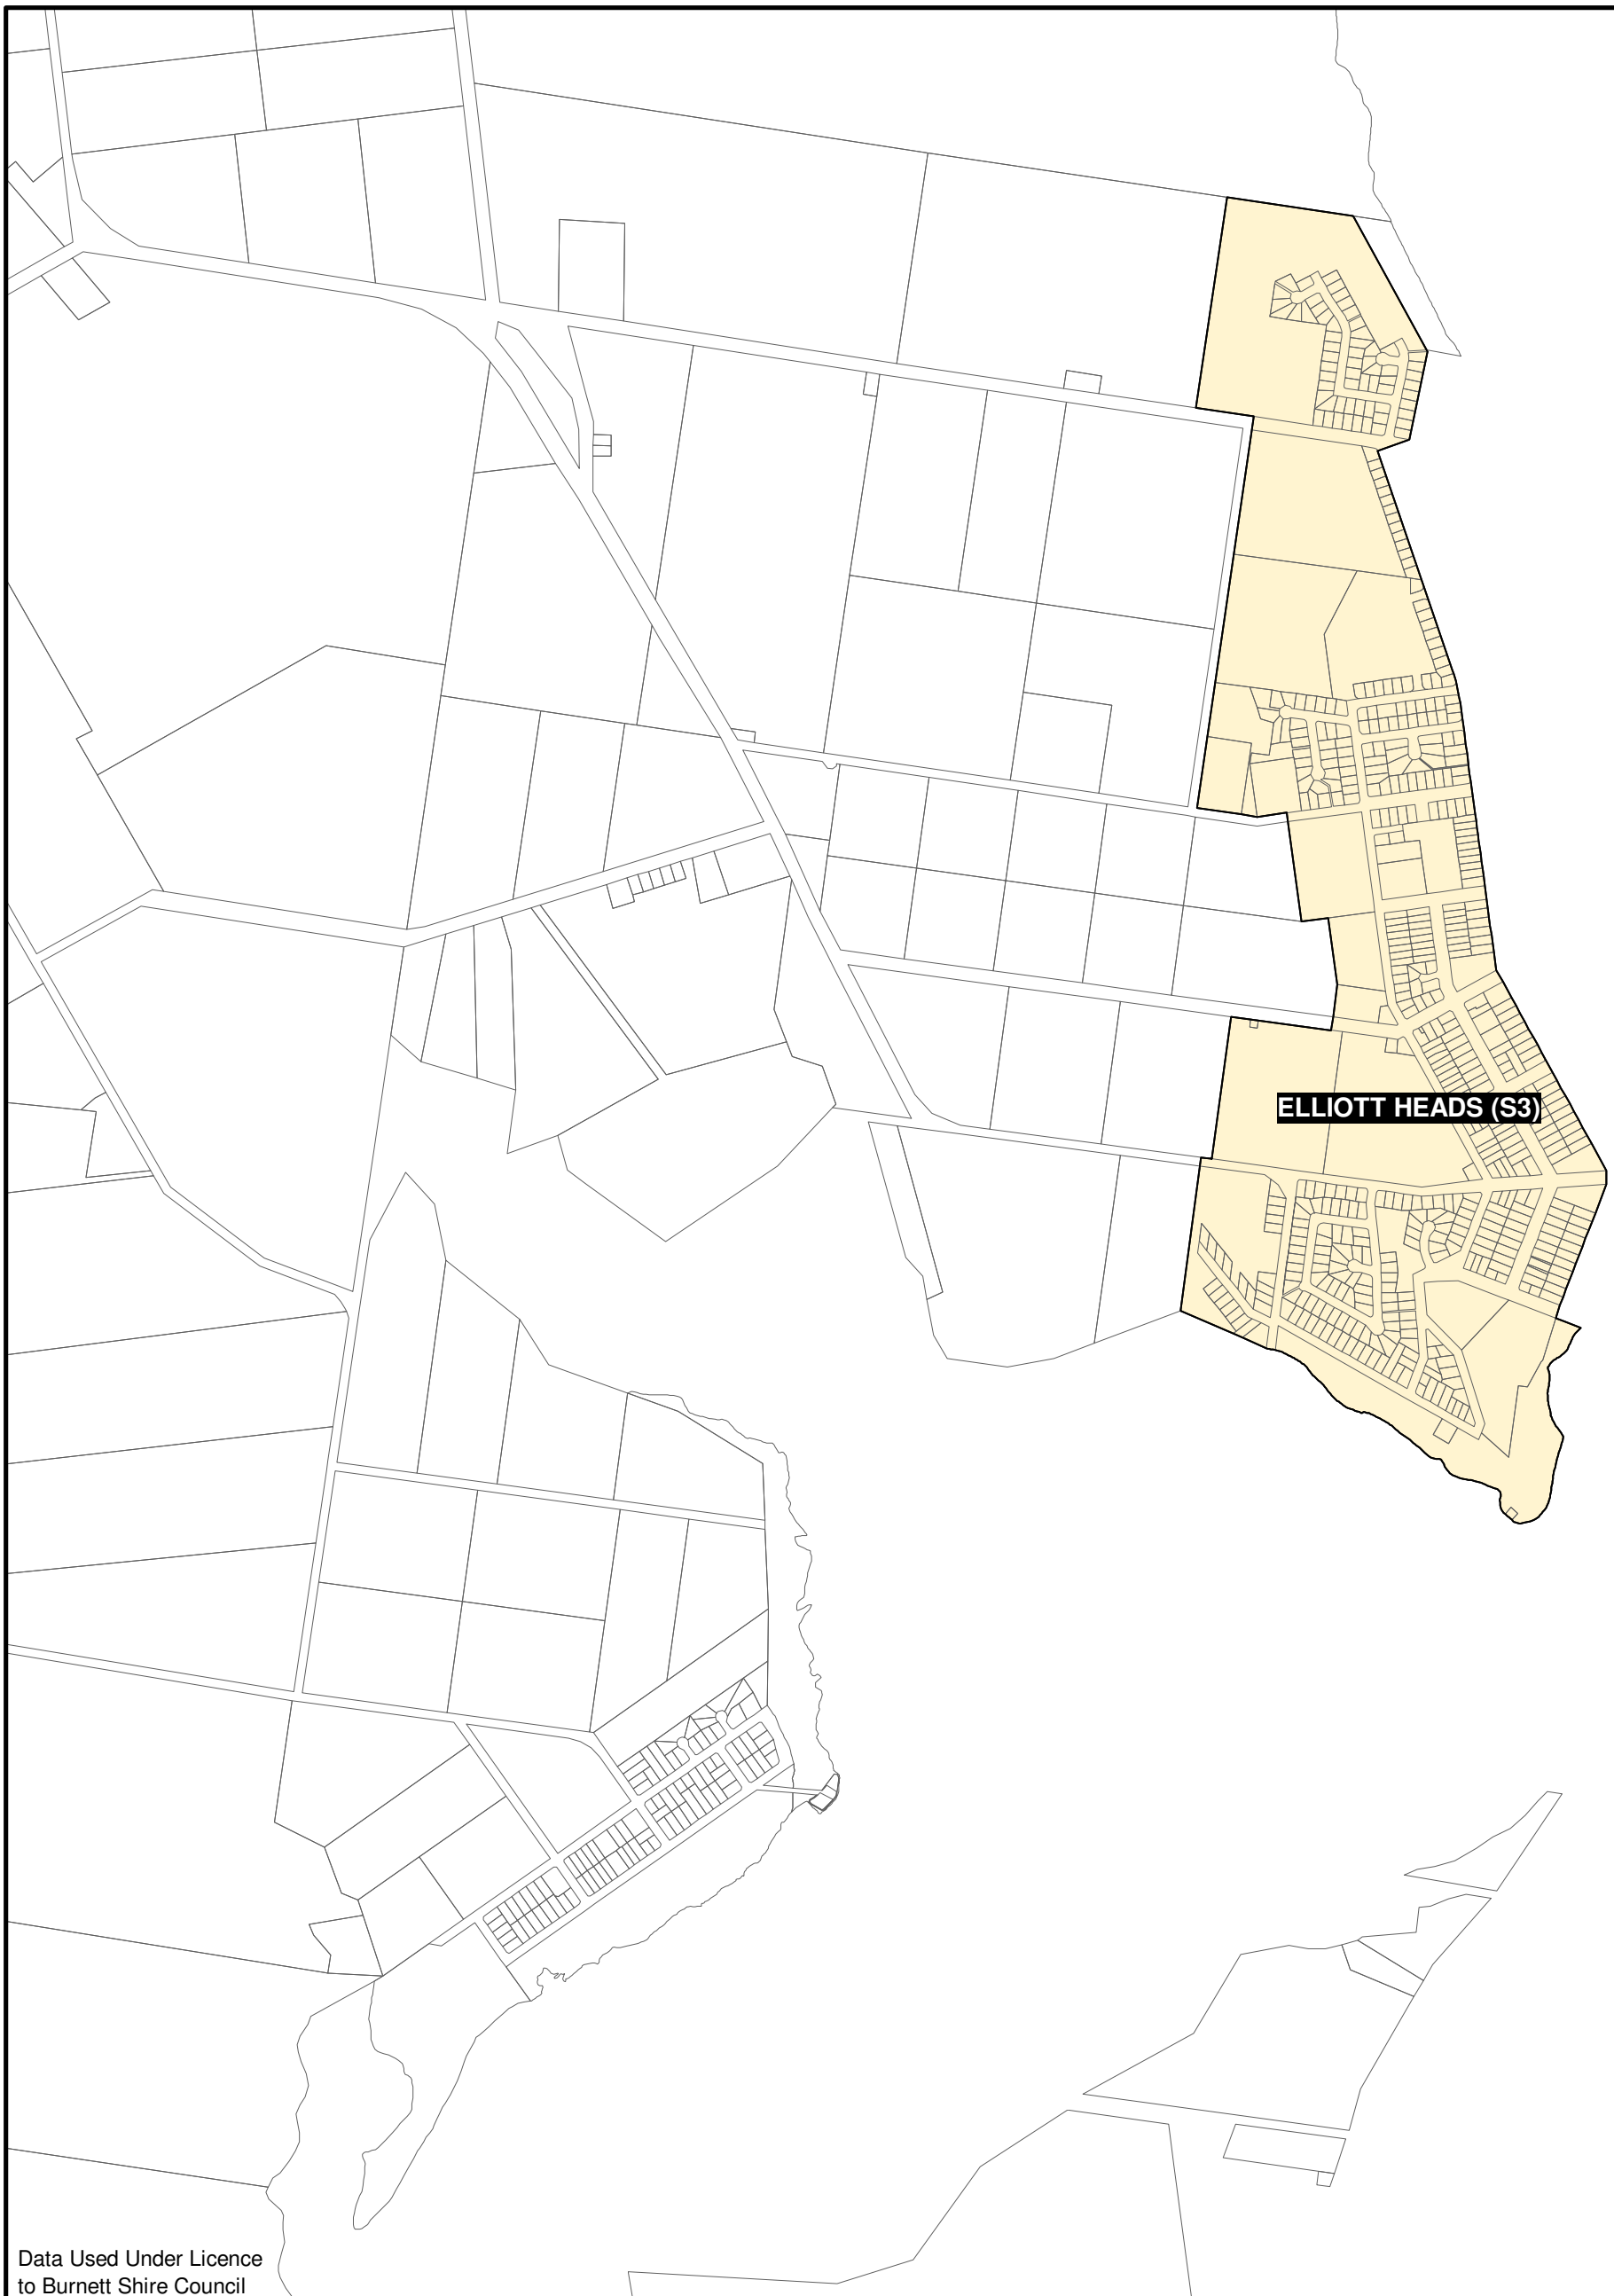 ELLIOTT HEADS (S3)
Data Used Under Licence
to Burnett Shire Council